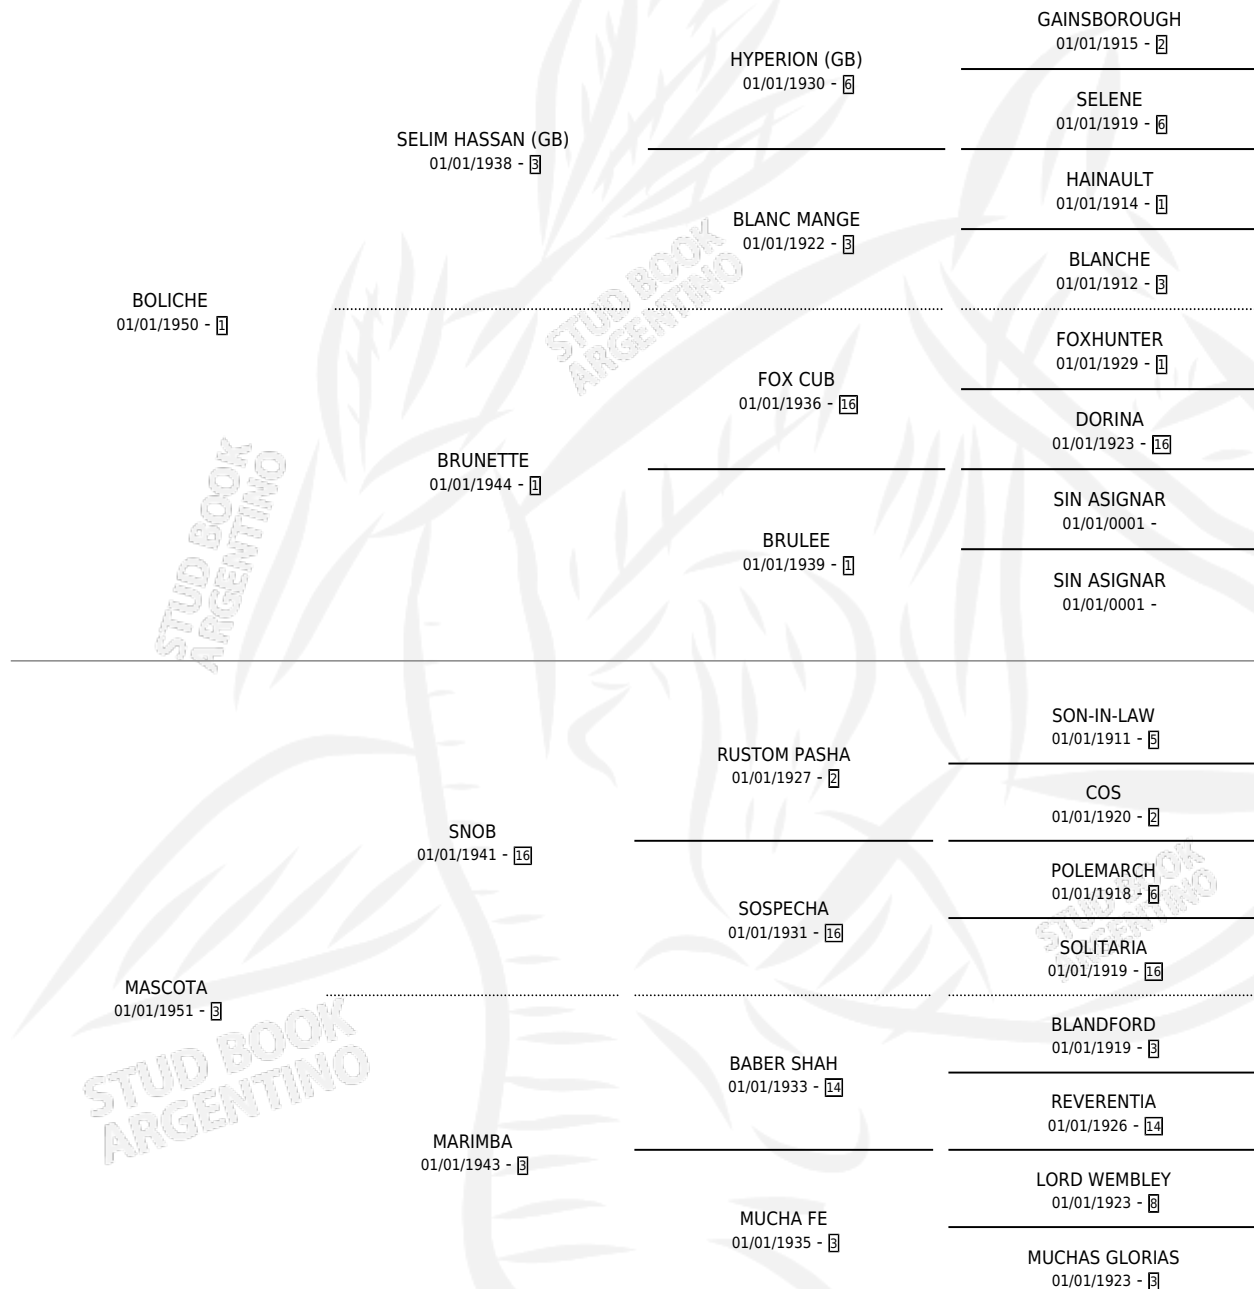 GAINSBOROUGH
01/01/1915 - 2
HYPERION (GB)
01/01/1930 - 6
SELENE
01/01/1919 - 6
SELIM HASSAN (GB)
01/01/1938 - 3
HAINAULT
01/01/1914 - 1
BLANC MANGE
01/01/1922 - 3
BLANCHE
01/01/1912 - 3
BOLICHE
01/01/1950 - 1
FOXHUNTER
01/01/1929 - 1
FOX CUB
01/01/1936 - 16
DORINA
01/01/1923 - 16
BRUNETTE
01/01/1944 - 1
SIN ASIGNAR
01/01/0001 -
BRULEE
01/01/1939 - 1
SIN ASIGNAR
01/01/0001 -
SON-IN-LAW
01/01/1911 - 5
RUSTOM PASHA
01/01/1927 - 2
COS
01/01/1920 - 2
SNOB
01/01/1941 - 16
POLEMARCH
01/01/1918 - 6
SOSPECHA
01/01/1931 - 16
SOLITARIA
01/01/1919 - 16
MASCOTA
01/01/1951 - 3
BLANDFORD
01/01/1919 - 3
BABER SHAH
01/01/1933 - 14
REVERENTIA
01/01/1926 - 14
MARIMBA
01/01/1943 - 3
LORD WEMBLEY
01/01/1923 - 8
MUCHA FE
01/01/1935 - 3
MUCHAS GLORIAS
01/01/1923 - 3
STUD BOOK
ARGENTINO
STUD BOOK
ARGENTINO
STUD BOOK
ARGENTINO
STUD BOOK
ARGENTINO